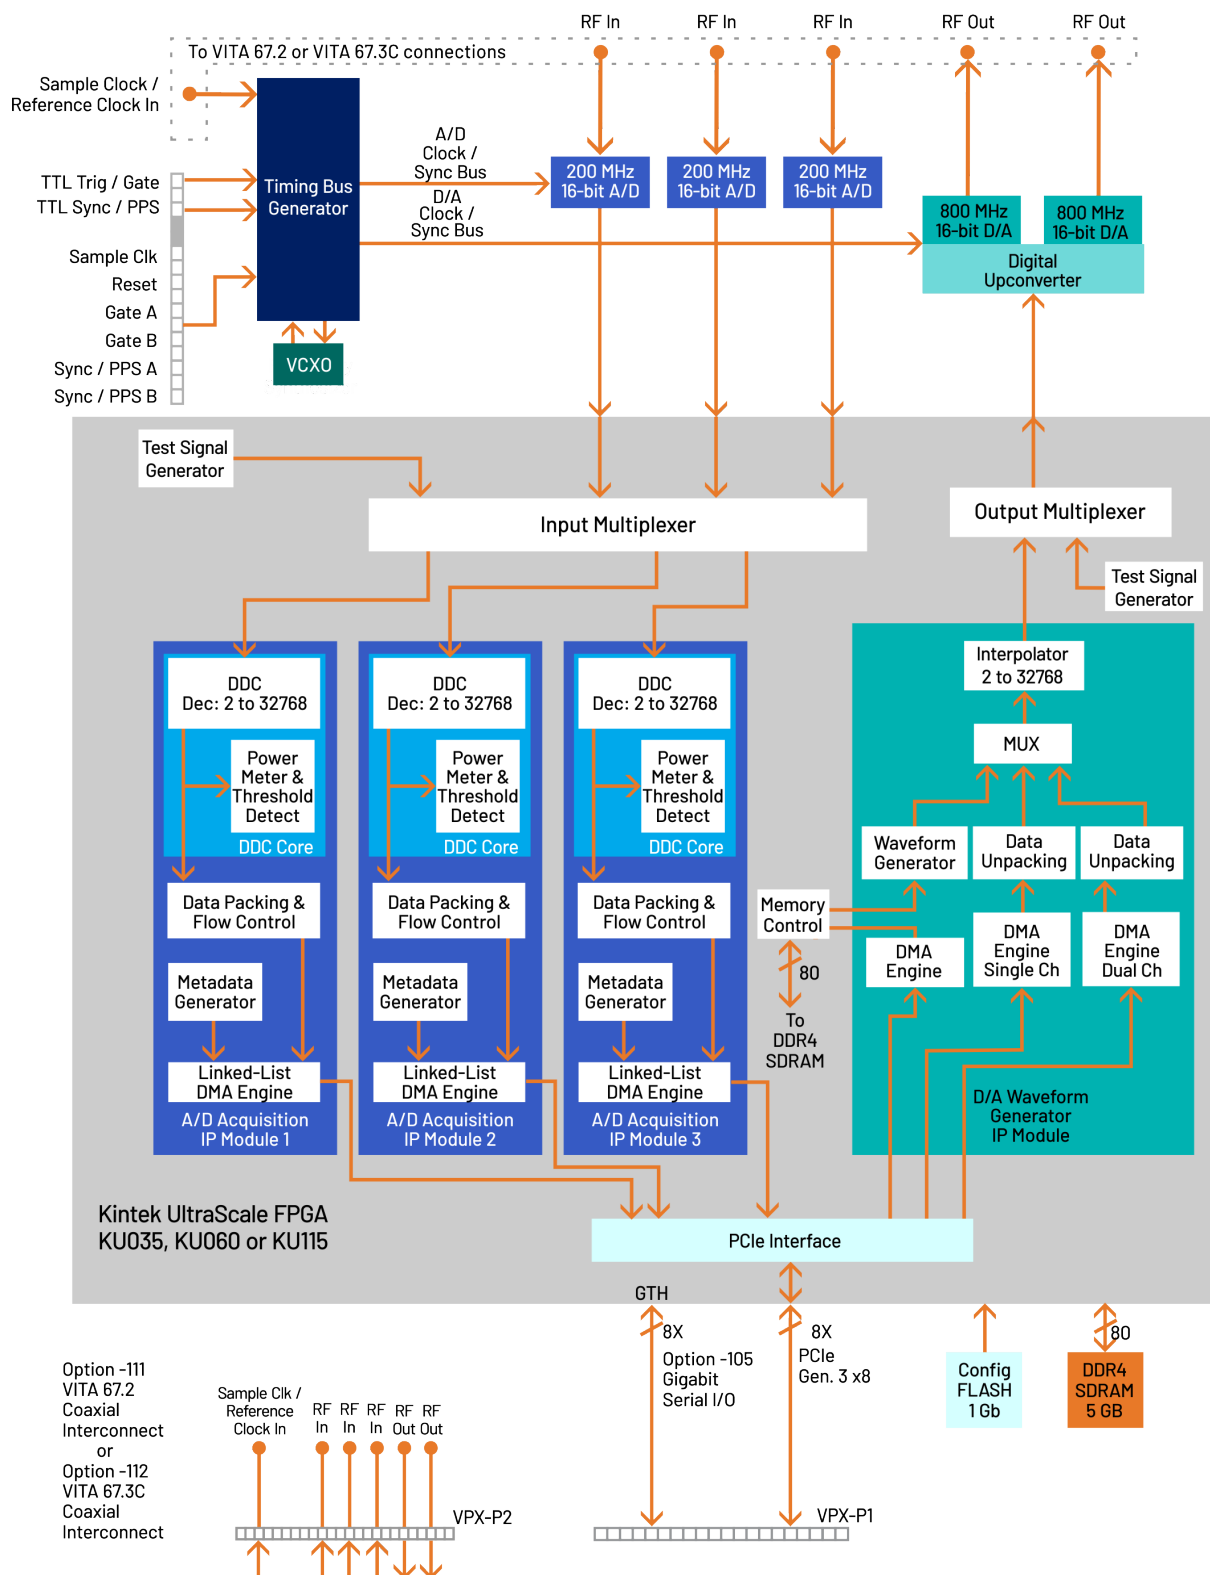 RF In
RF In
RF In
RF Out
RF Out
To VITA 67.2 or VITA 67.3C connections
Sample Clock /
Reference Clock In
TTL Trig / Gate
TTL Sync / PPS
Sample Clk
Reset
Gate A
Gate B
Sync / PPS A
Sync / PPS B
Timing Bus
Generator
VCXO
A/D
Clock /
Sync Bus
D/A
Clock /
Sync Bus
200 MHz
16-bit A/D
200 MHz
16-bit A/D
200 MHz
16-bit A/D
800 MHz
16-bit D/A
800 MHz
16-bit D/A
Digital
Upconverter
Test Signal
Generator
Input Multiplexer
Output Multiplexer
Test Signal
Generator
DDC
Dec: 2 to 32768
Power
Meter &
Threshold
Detect
DDC Core
Data Packing &
Flow Control
Metadata
Generator
Linked-List
DMA Engine
A/D Acquisition
IP Module 1
DDC
Dec: 2 to 32768
Power
Meter &
Threshold
Detect
DDC Core
Data Packing &
Flow Control
Metadata
Generator
Linked-List
DMA Engine
A/D Acquisition
IP Module 2
DDC
Dec: 2 to 32768
Power
Meter &
Threshold
Detect
DDC Core
Data Packing &
Flow Control
Metadata
Generator
Linked-List
DMA Engine
A/D Acquisition
IP Module 3
Memory
Control
80
To
DDR4
SDRAM
Interpolator
2 to 32768
MUX
Waveform
Generator
Data
Unpacking
Data
Unpacking
DMA
Engine
DMA
Engine
Single Ch
DMA
Engine
Dual Ch
D/A Waveform
Generator
IP Module
Kintek UltraScale FPGA
KU035, KU060 or KU115
PCIe Interface
GTH
8X
Option -105
Gigabit
Serial I/O
8X
PCIe
Gen. 3 x8
Config
FLASH
1 Gb
80
DDR4
SDRAM
5 GB
Option -111
VITA 67.2
Coaxial
Interconnect
or
Option -112
VITA 67.3C
Coaxial
Interconnect
Sample Clk /
Reference
Clock In
RF
In
RF
In
RF
In
RF
Out
RF
Out
VPX-P2
VPX-P1